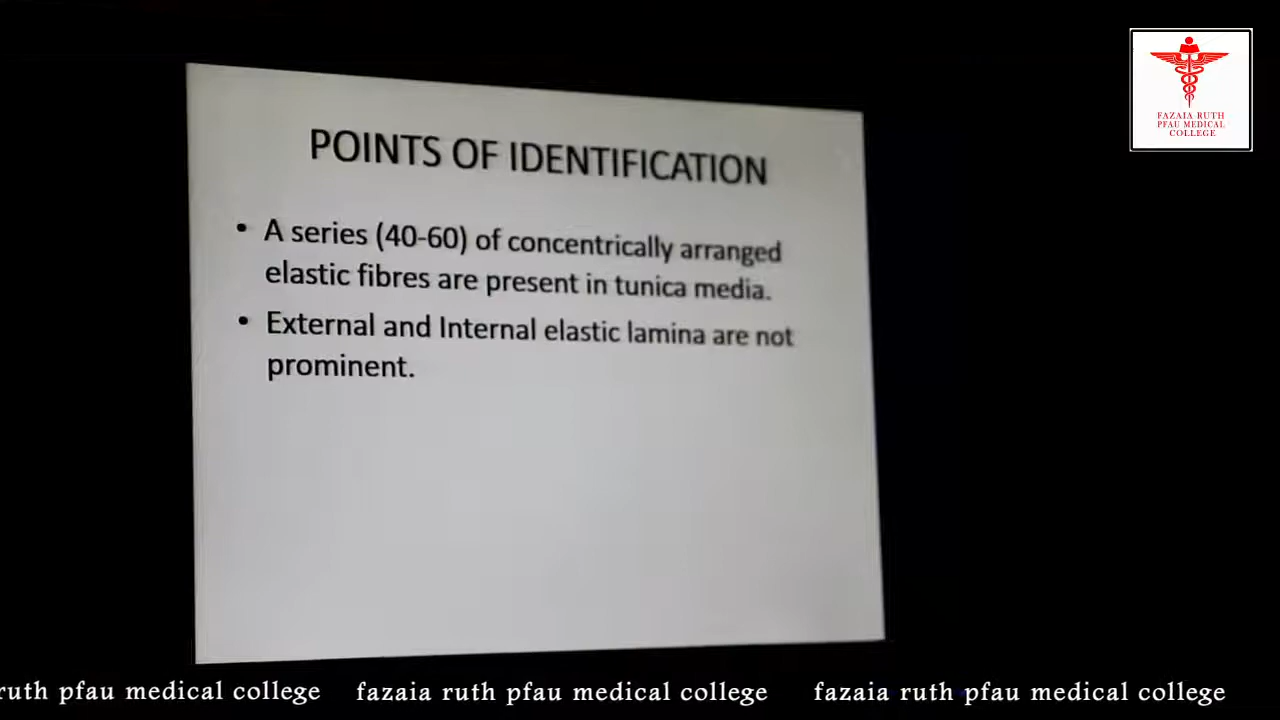 FAZAIA RUTH
PFAU MEDICAL
COLLEGE
POINTS OF IDENTIFICATION
• A series (40-60) of concentrically arranged
elastic fibres are present in tunica media.
• External and Internal elastic lamina are not
prominent.
ruth pfau medical college fazaia ruth pfau medical college fazaia ruth pfau medical college